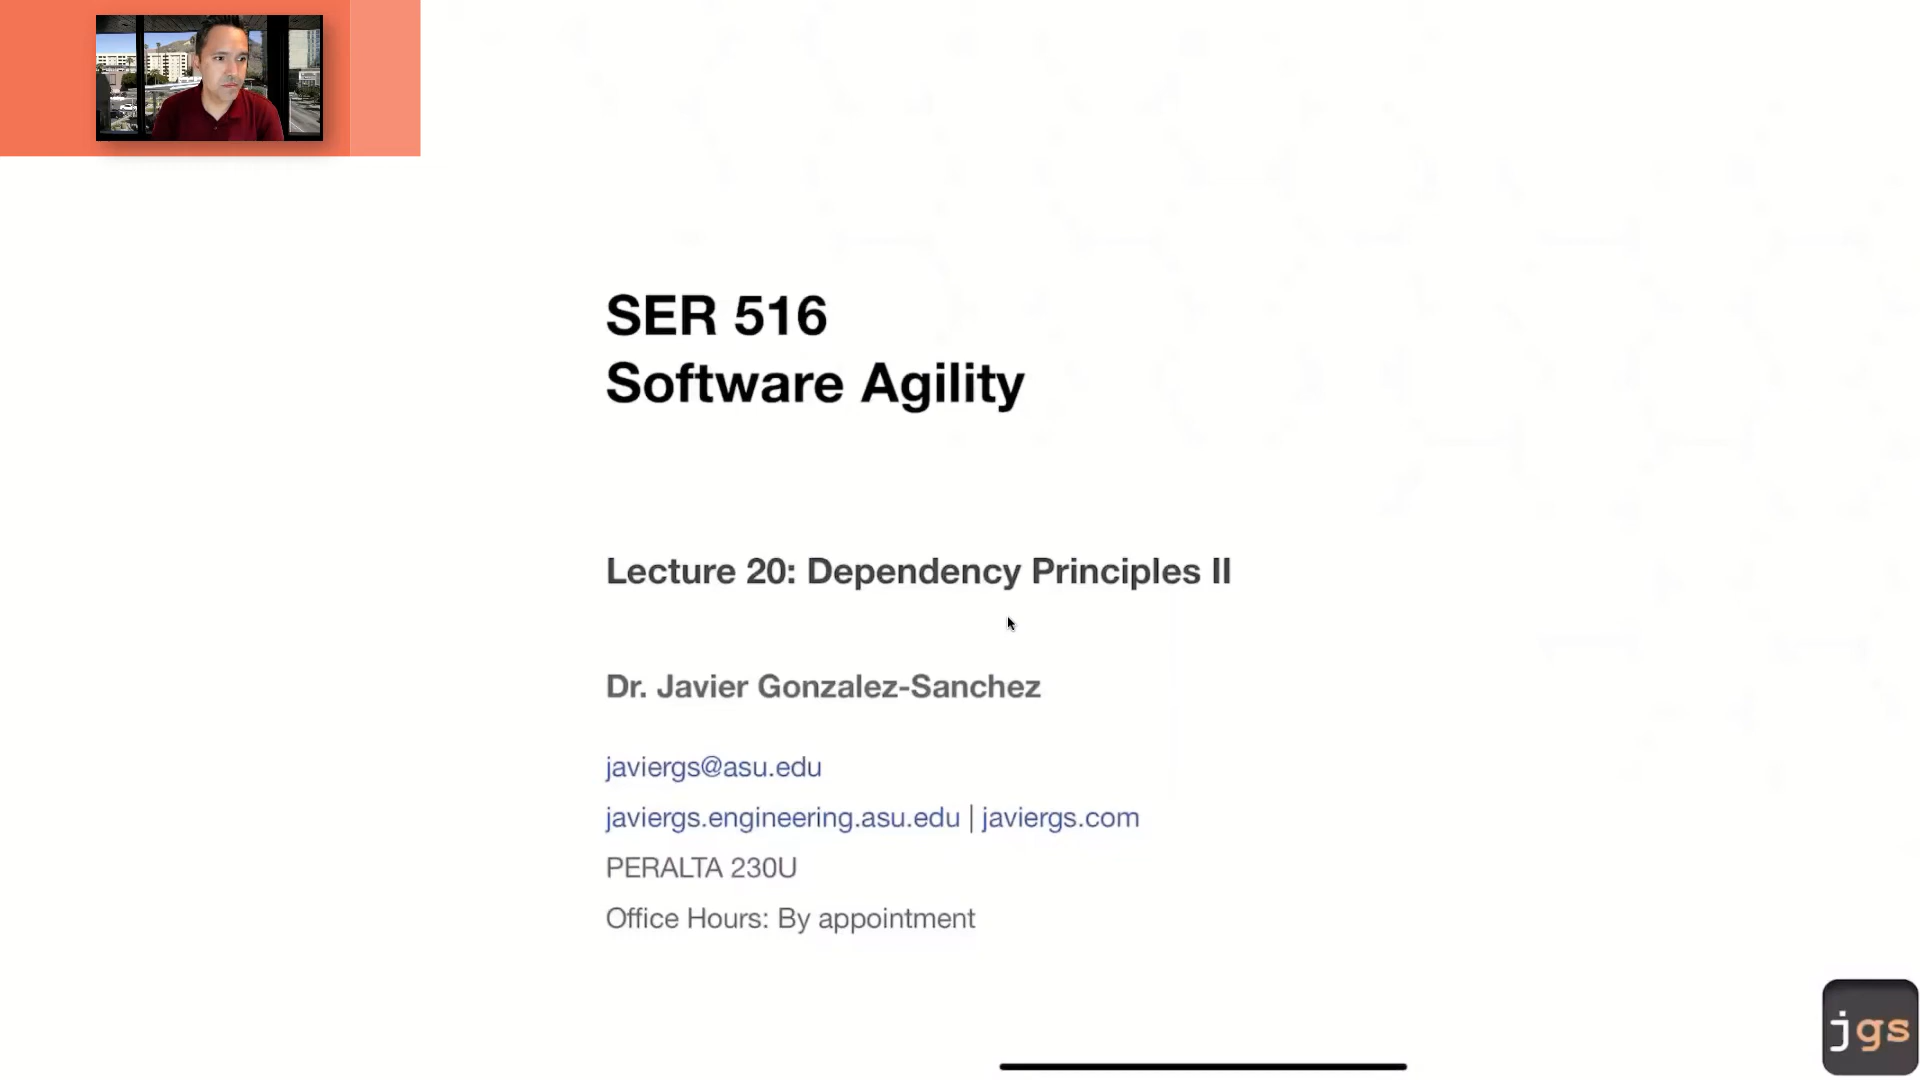 SER 516
Software Agility
Lecture 20: Dependency Principles II
Dr. Javier Gonzalez-Sanchez
javiergs@asu.edu
javiergs.engineering.asu.edu | javiergs.com
PERALTA 230U
Office Hours: By appointment
jgs